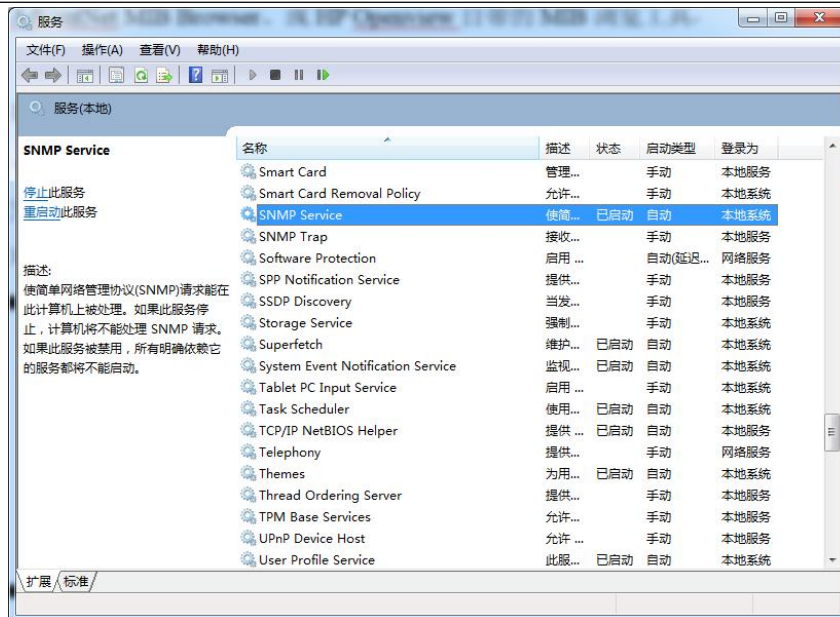 MIB Browser
HP Openview 自带的 MIB 浏览工具
服务
文件(F) 操作(A) 查看(V) 帮助(H)
服务(本地)
SNMP Service
停止此服务
重启动此服务
描述:
使简单网络管理协议(SNMP)请求能在
此计算机上被处理。如果此服务停
止，计算机将不能处理 SNMP 请求。
如果此服务被禁用，所有明确依赖它
的服务都将不能启动。
名称 描述 状态 启动类型 登录为
Smart Card 管理... 手动 本地服务
Smart Card Removal Policy 允许... 手动 本地系统
SNMP Service 使简... 已启动 自动 本地系统
SNMP Trap 接收... 手动 本地服务
Software Protection 启用 ... 自动(延迟... 网络服务
SPP Notification Service 提供... 手动 本地服务
SSDP Discovery 当发... 手动 本地服务
Storage Service 强制... 手动 本地系统
Superfetch 维护... 已启动 自动 本地系统
System Event Notification Service 监视... 已启动 自动 本地系统
Tablet PC Input Service 启用 ... 手动 本地系统
Task Scheduler 使用... 已启动 自动 本地系统
TCP/IP NetBIOS Helper 提供 ... 已启动 自动 本地服务
Telephony 提供... 手动 网络服务
Themes 为用... 已启动 自动 本地系统
Thread Ordering Server 提供... 手动 本地服务
TPM Base Services 允许... 手动 本地服务
UPnP Device Host 允许 ... 手动 本地服务
User Profile Service 此服... 已启动 自动 本地系统
扩展 标准